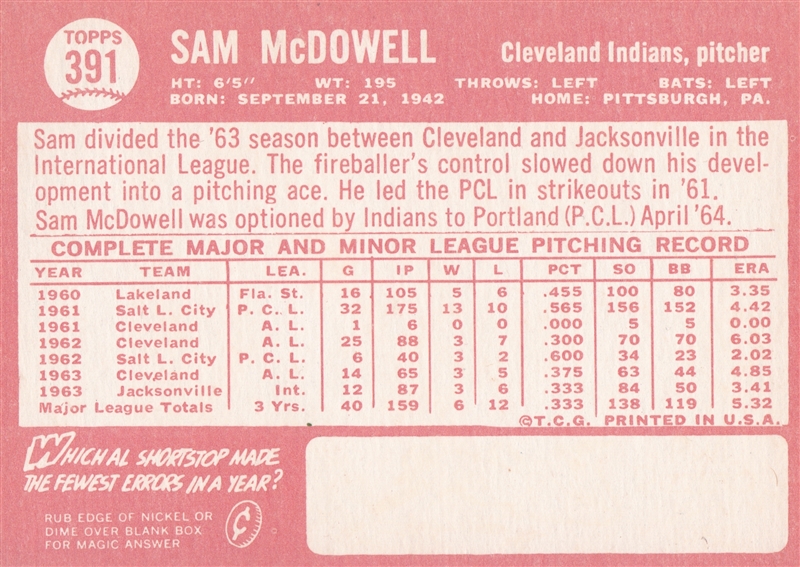 TOPPS
391
SAM McDOWELL
Cleveland Indians, pitcher
HT: 6'5" WT: 195 THROWS: LEFT BATS: LEFT
BORN: SEPTEMBER 21, 1942 HOME: PITTSBURGH, PA.
Sam divided the '63 season between Cleveland and Jacksonville in the
International League. The fireballer's control slowed down his devel-
opment into a pitching ace. He led the PCL in strikeouts in '61.
Sam McDowell was optioned by Indians to Portland (P.C.L.) April '64.
COMPLETE MAJOR AND MINOR LEAGUE PITCHING RECORD
YEAR TEAM LEA. G IP W L PCT SO BB ERA
1960 Lakeland Fla. St. 16 105 5 6 .455 100 80 3.35
1961 Salt L. City P. C. L. 32 175 13 10 .565 156 152 4.42
1961 Cleveland A. L. 1 6 0 0 .000 5 5 0.00
1962 Cleveland A. L. 25 88 3 7 .300 70 70 6.03
1962 Salt L. City P. C. L. 6 40 3 2 .600 34 23 2.02
1963 Cleveland A. L. 14 65 3 5 .375 63 44 4.85
1963 Jacksonville Int. 12 87 3 6 .333 84 50 3.41
Major League Totals 3 Yrs. 40 159 6 12 .333 138 119 5.32
©T.C.G. PRINTED IN U.S.A.
WHICH AL SHORTSTOP MADE
THE FEWEST ERRORS IN A YEAR?
RUB EDGE OF NICKEL OR
DIME OVER BLANK BOX
FOR MAGIC ANSWER
¢